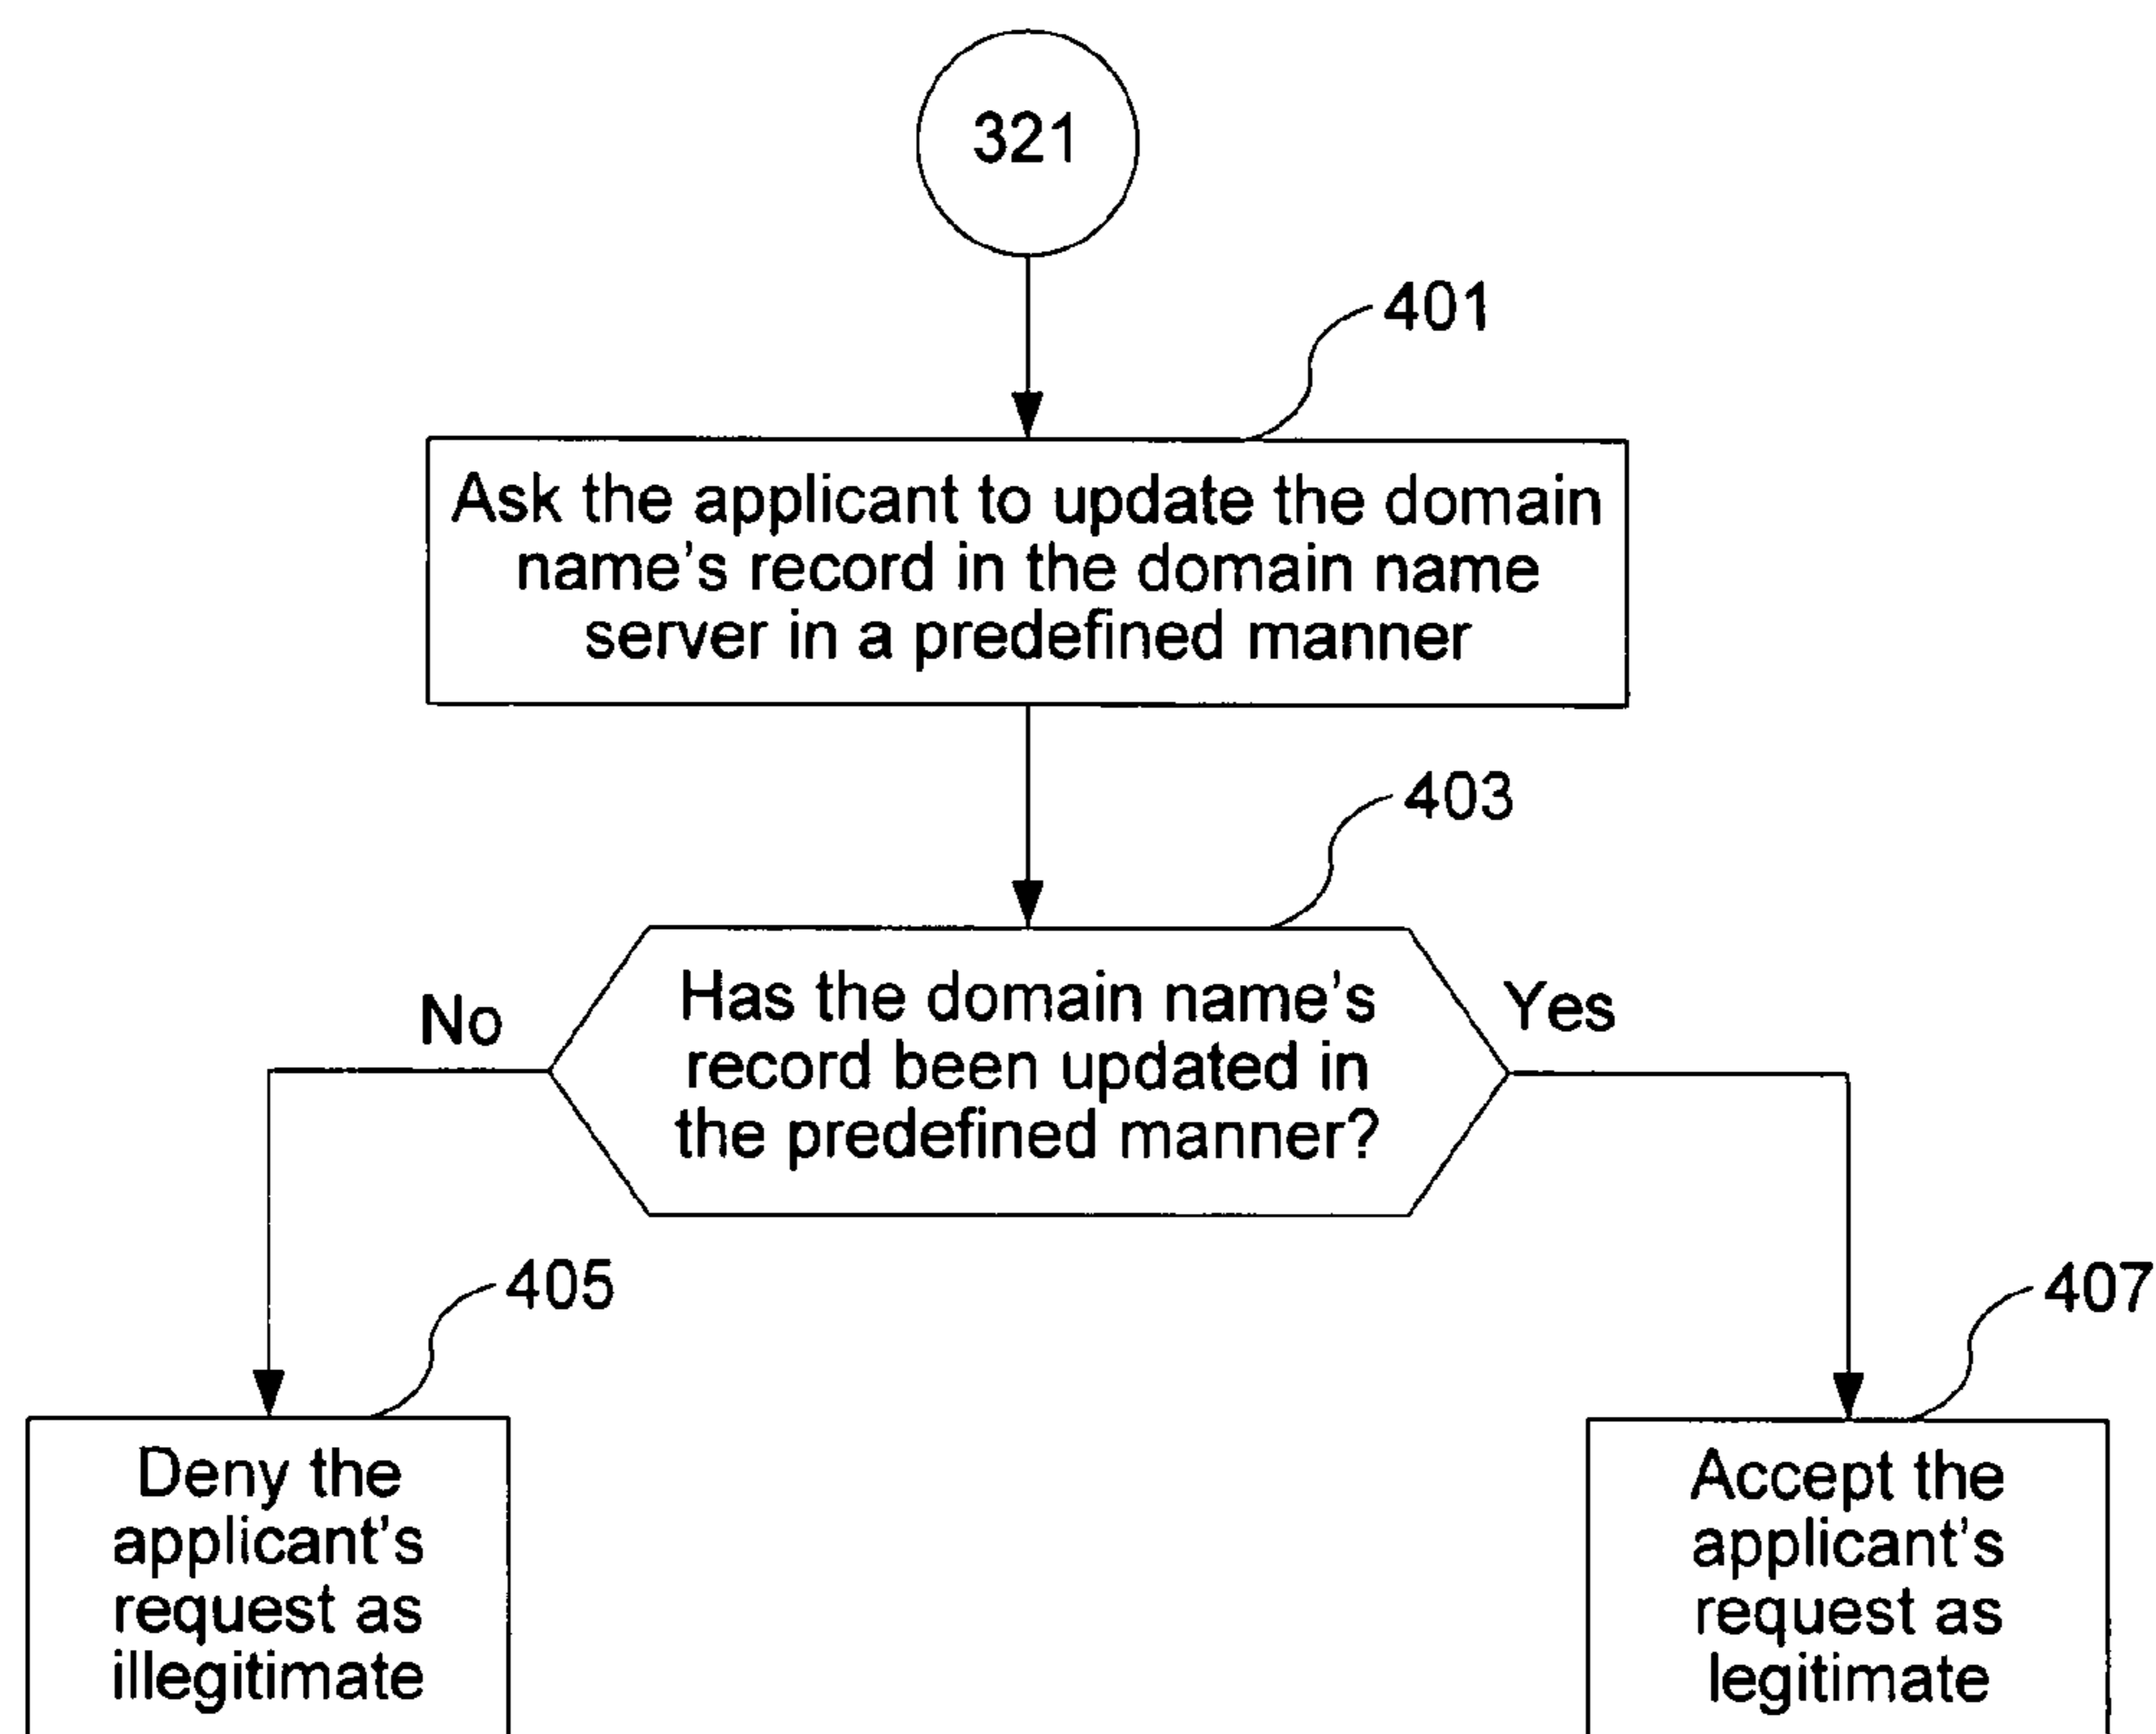 321
401
Ask the applicant to update the domain
name's record in the domain name
server in a predefined manner
403
No
Has the domain name's
record been updated in
the predefined manner?
Yes
405
Deny the
applicant's
request as
illegitimate
407
Accept the
applicant's
request as
legitimate